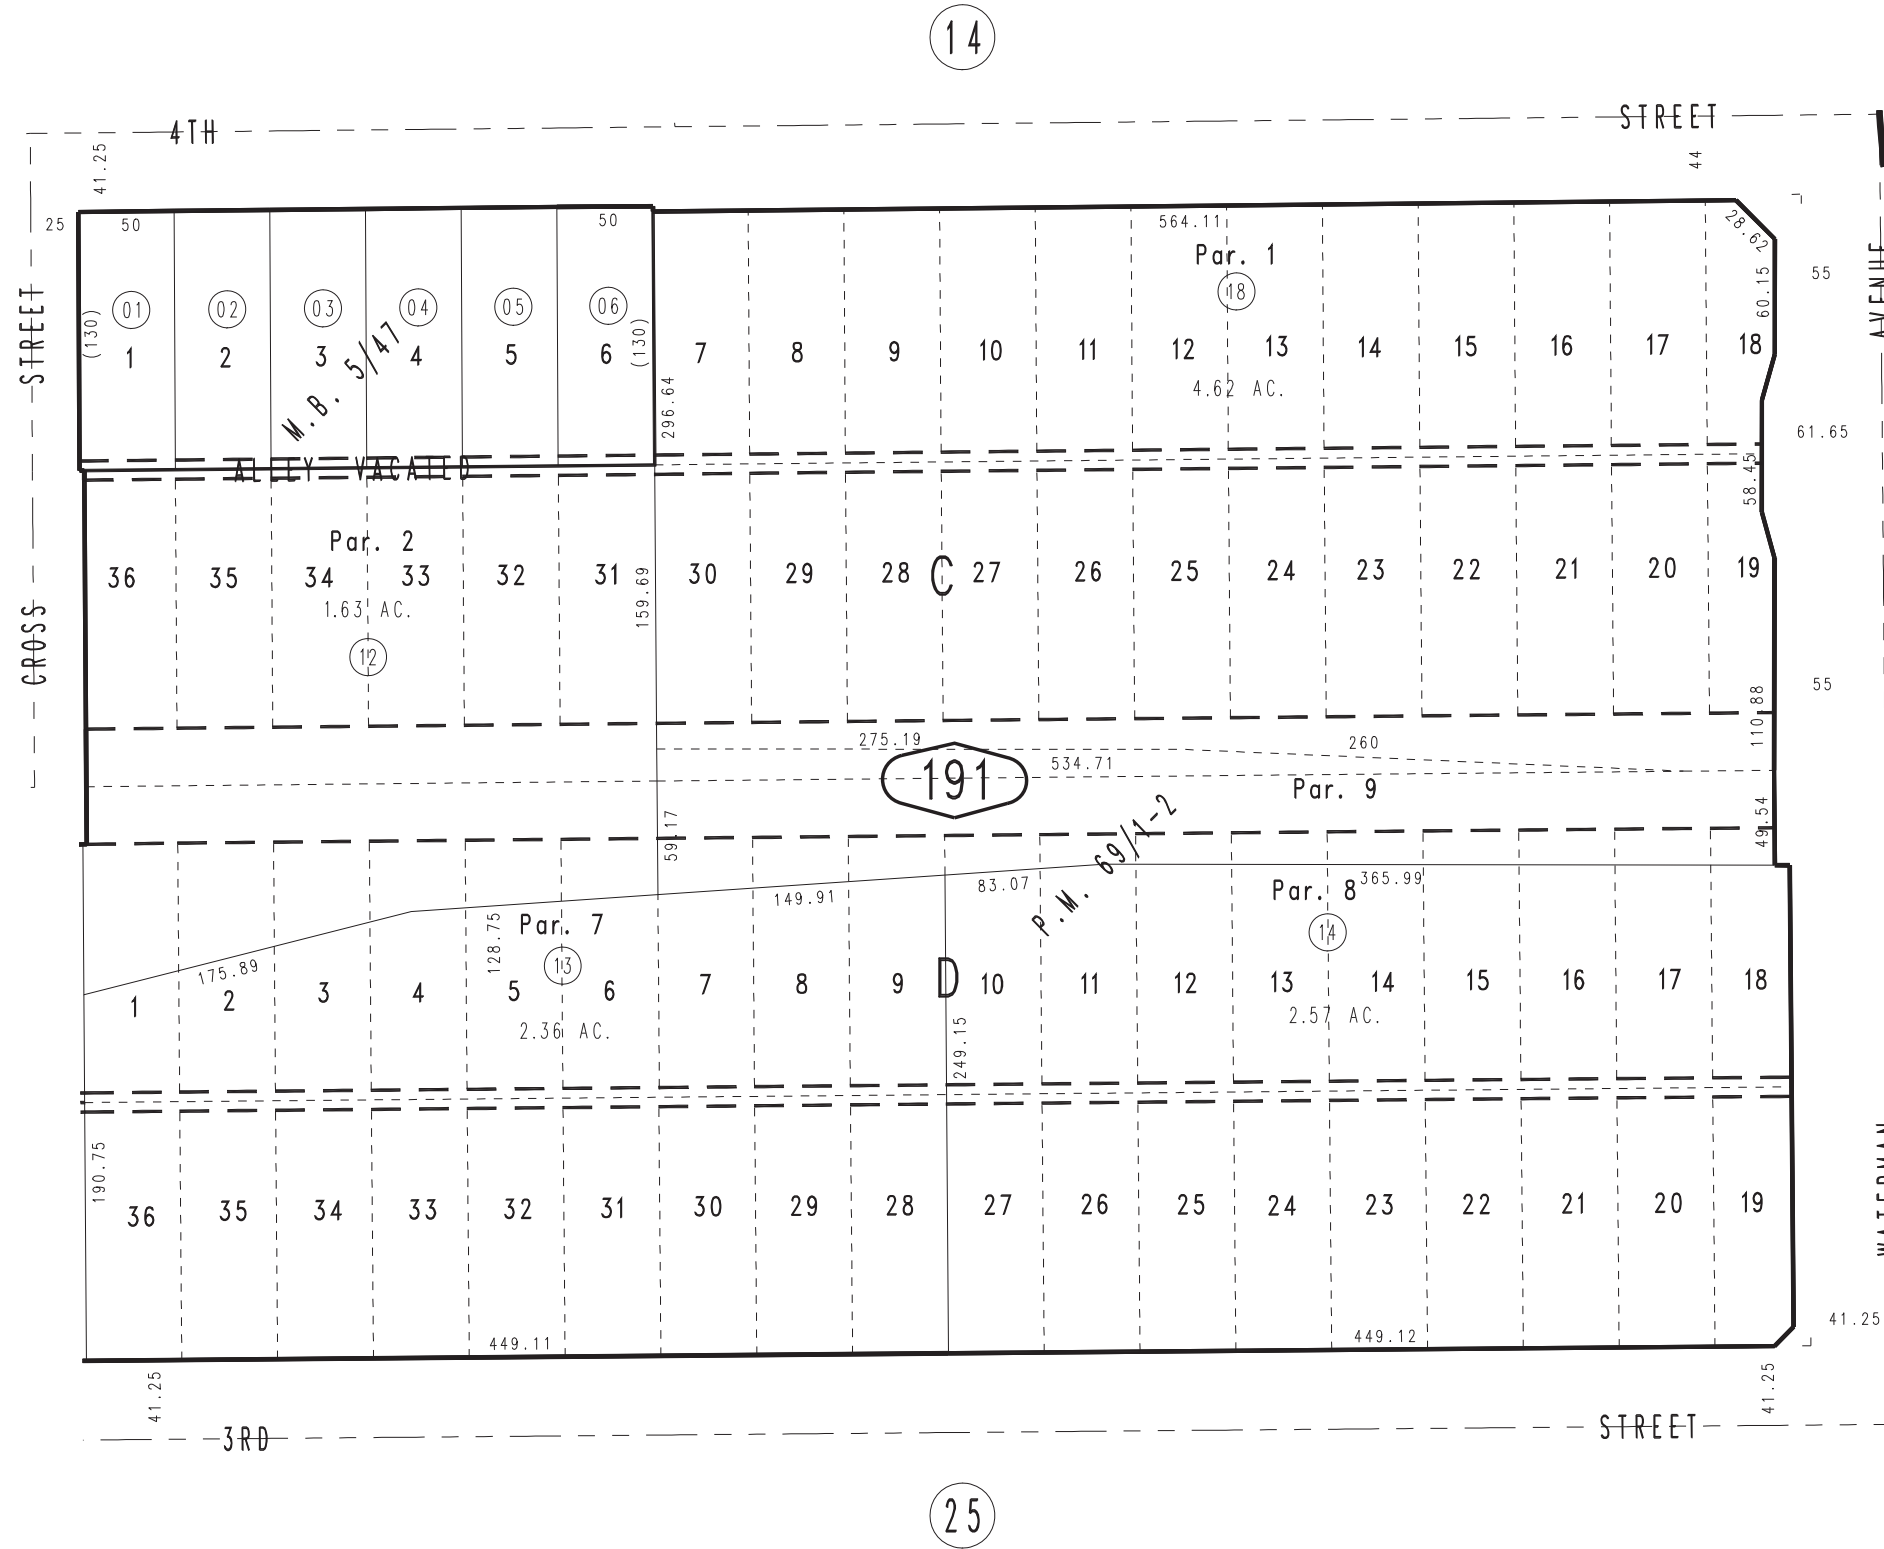 14
4TH STREET
41.25
44
25
50
50
564.11
28.62
Par. 1
18
60.15
55
01 02 03 04 05 06
(130)
(130)
1 2 3 4 5 6 7 8 9 10 11 12 13 14 15 16 17 18
M.B. 5/47
296.64
4.62 AC.
61.65
58.45
ALLEY VACATED
CROSS STREET
AVENUE
Par. 2
36 35 34 33 32 31 30 29 28 C 27 26 25 24 23 22 21 20 19
1.63 AC.
159.69
12
55
110.88
275.19
260
534.71
191
Par. 9
59.17
49.54
P.M. 69/1-2
149.91
83.07
365.99
Par. 8
14
Par. 7
128.75
13
175.89
1 2 3 4 5 6 7 8 9 D 10 11 12 13 14 15 16 17 18
2.36 AC.
2.57 AC.
249.15
190.75
36 35 34 33 32 31 30 29 28 27 26 25 24 23 22 21 20 19
WATERMAN
449.11
449.12
41.25
41.25
41.25
3RD STREET
25